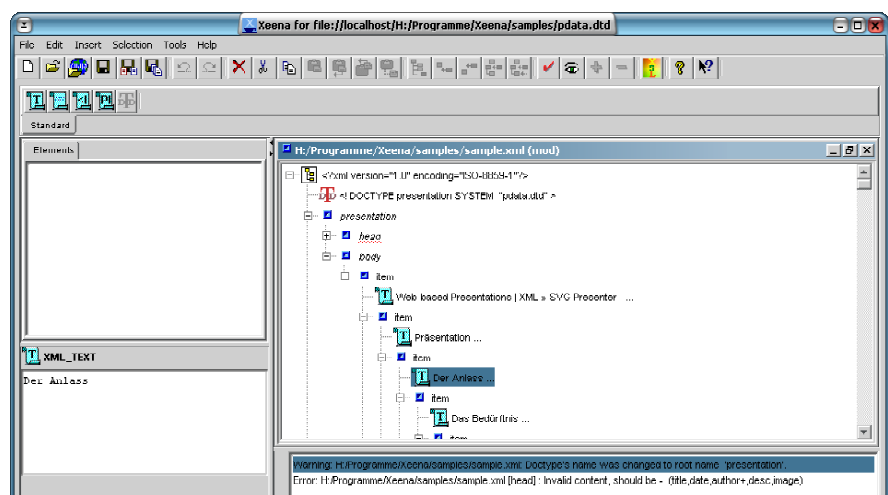 Xeena for file://localhost/H:/Programme/Xeena/samples/pdata.dtd
File Edit Insert Selection Tools Help
Standard
Elements
H:/Programme/Xeena/samples/sample.xml (mod)
<?xml version="1.0" encoding="ISO-8859-1"?>
<! DOCTYPE presentation SYSTEM "pdata.dtd" >
presentation
head
body
item
Web based Presentations | XML » SVG Presenter ...
item
Präsentation ...
item
Der Anlass ...
item
Das Bedürfnis ...
item
XML_TEXT
Der Anlass
Warning: H:/Programme/Xeena/samples/sample.xml: Doctype's name was changed to root name 'presentation'.
Error: H:/Programme/Xeena/samples/sample.xml [head] : Invalid content, should be - (title,date,author+,desc,image)